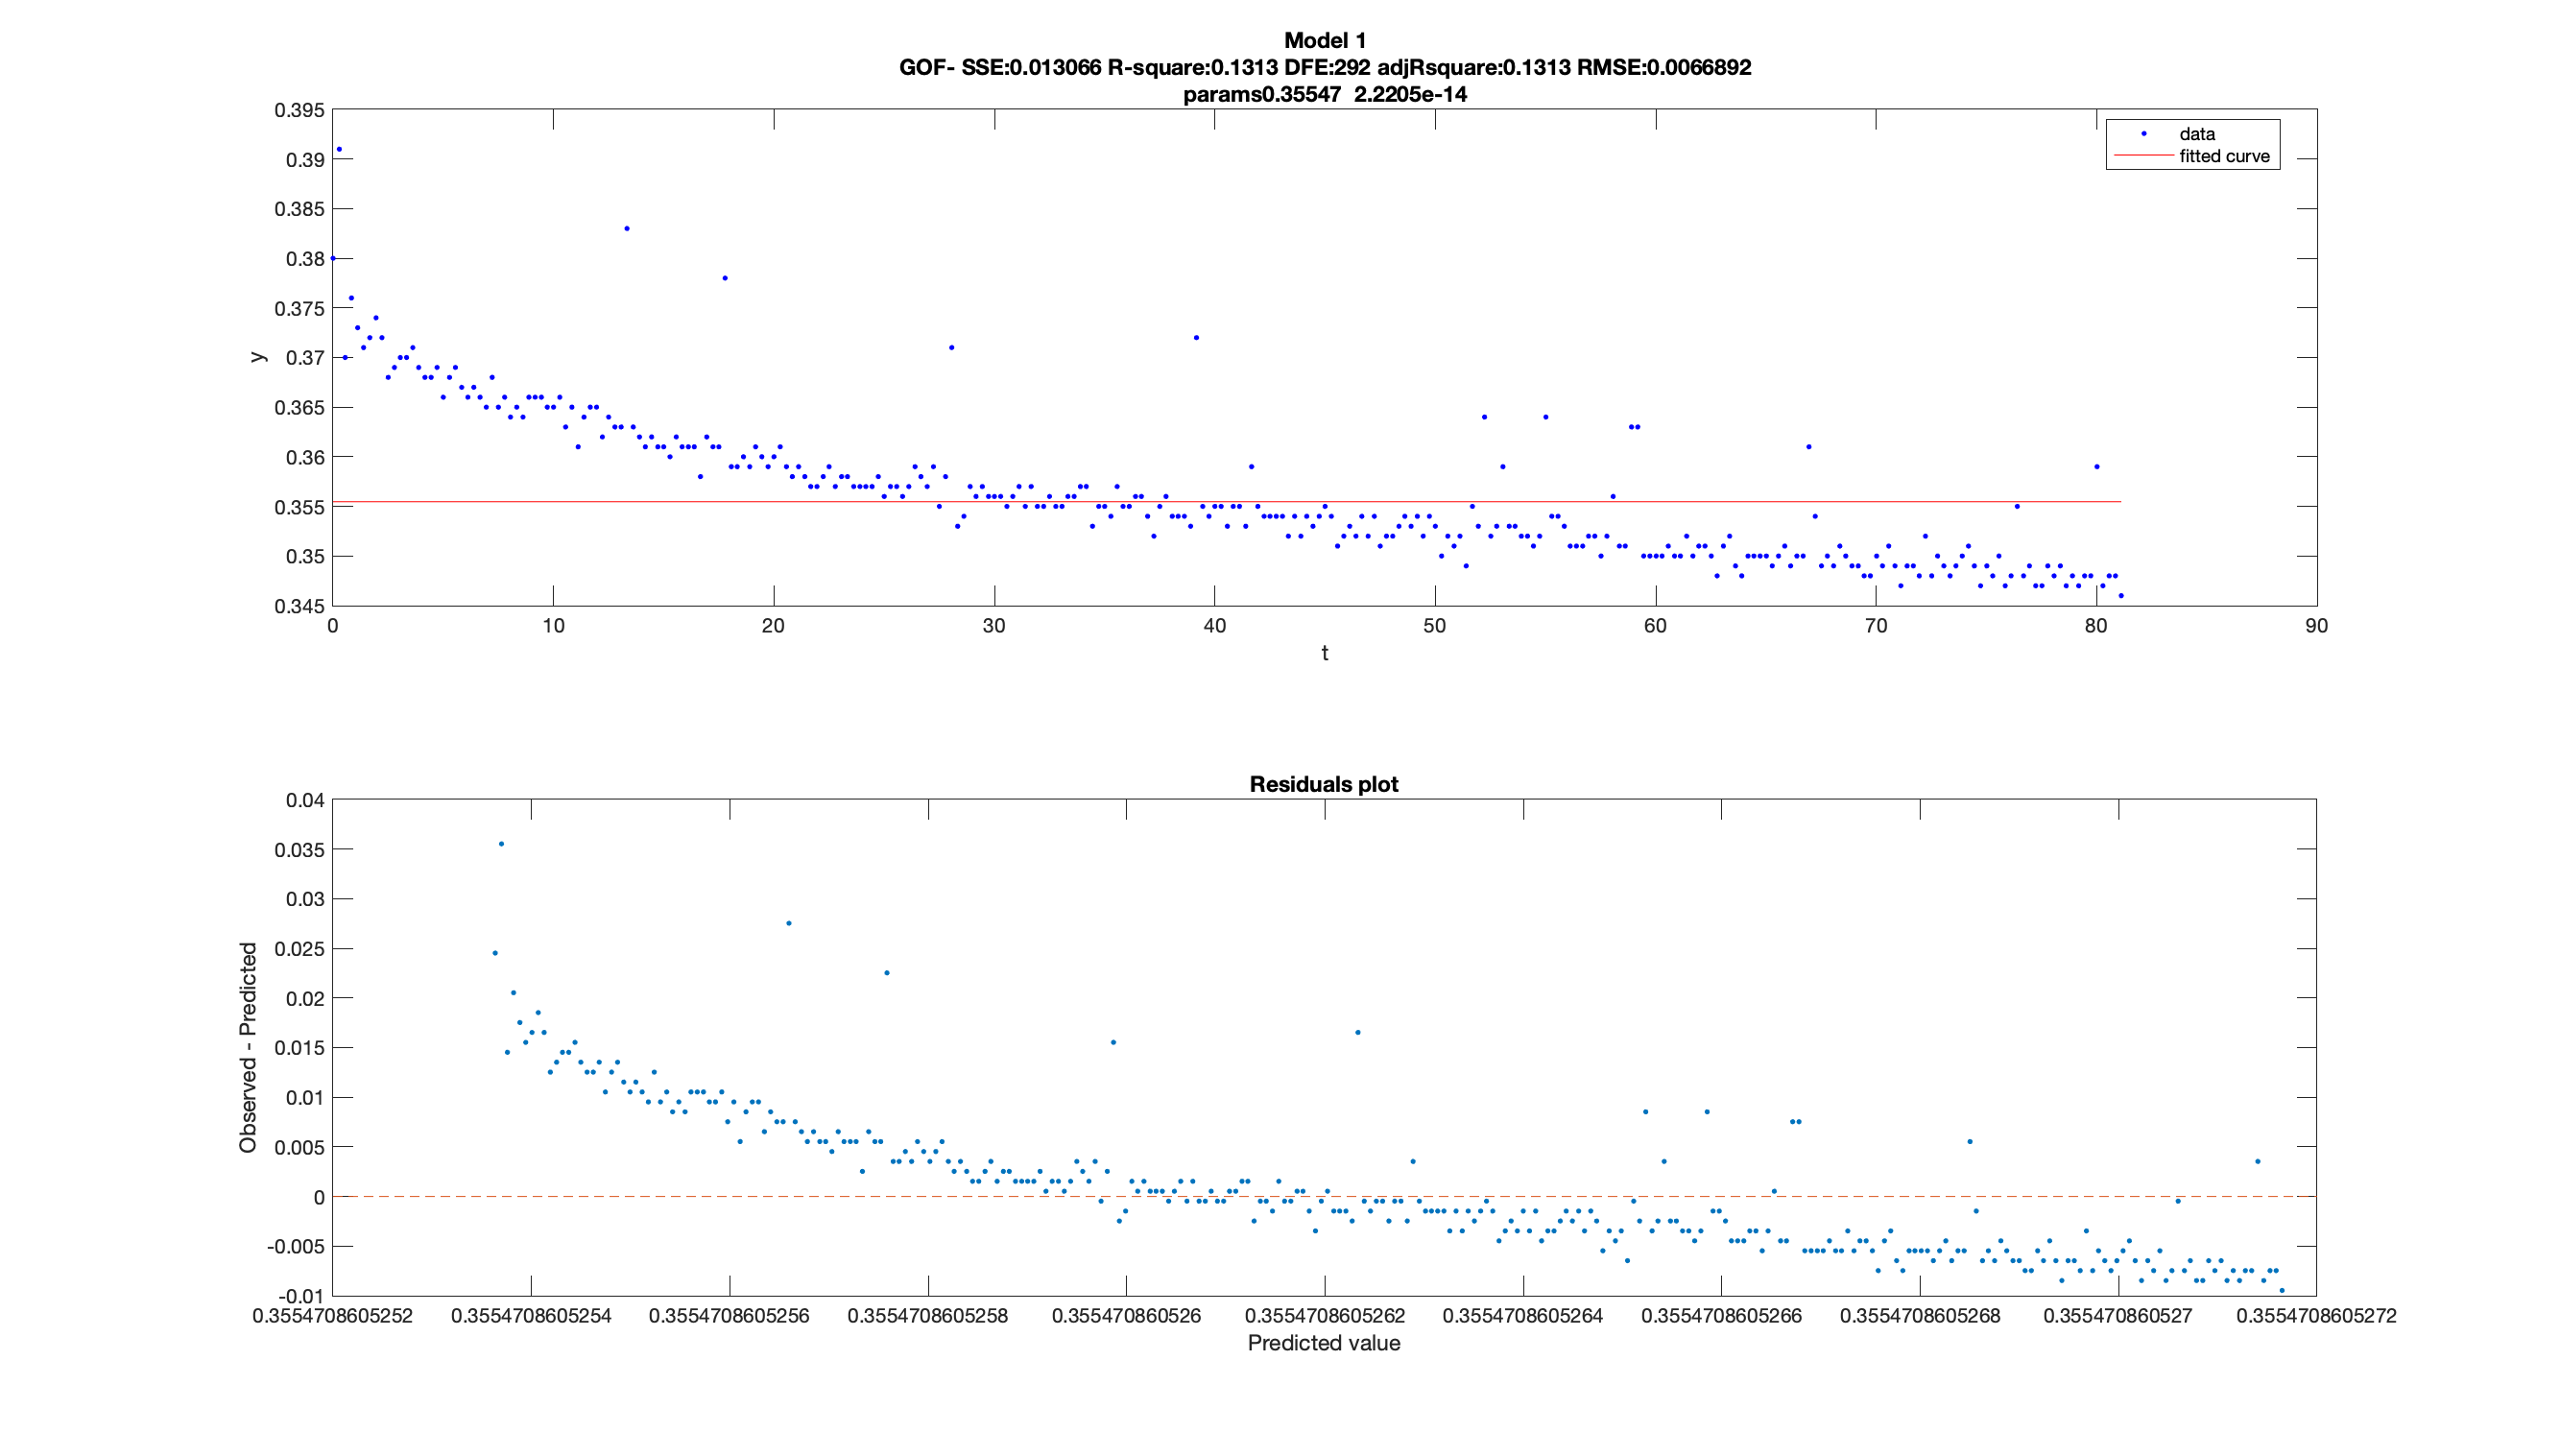 Model 1
GOF- SSE:0.013066 R-square:0.1313 DFE:292 adjRsquare:0.1313 RMSE:0.0066892
params0.35547  2.2205e-14
0.395
0.39
0.385
0.38
0.375
0.37
0.365
0.36
0.355
0.35
0.345
y
data
fitted curve
0 10 20 30 40 50 60 70 80 90
t
Residuals plot
0.04
0.035
0.03
0.025
0.02
0.015
0.01
0.005
0
-0.005
-0.01
Observed - Predicted
0.3554708605252 0.3554708605254 0.3554708605256 0.3554708605258 0.355470860526 0.3554708605262 0.3554708605264 0.3554708605266 0.3554708605268 0.355470860527 0.3554708605272
Predicted value